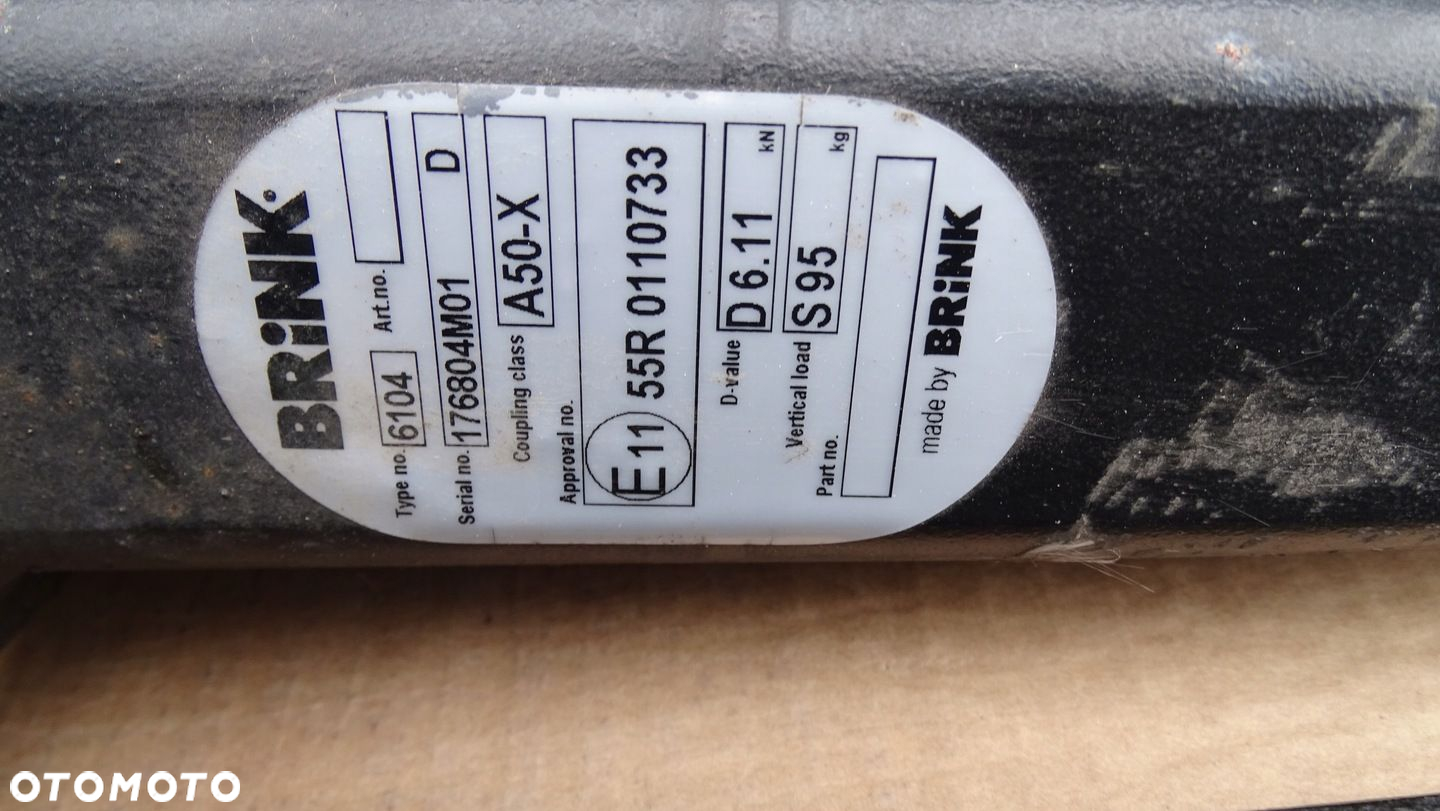 BRiNK
Type no. 6104 Art.no.
Serial no. 176804M01 D
Coupling class A50-X
Approval no.
E11 55R 0110733
D-value D 6.11 kN
Vertical load S 95 kg
Part no.
made by BRiNK
OTOMOTO